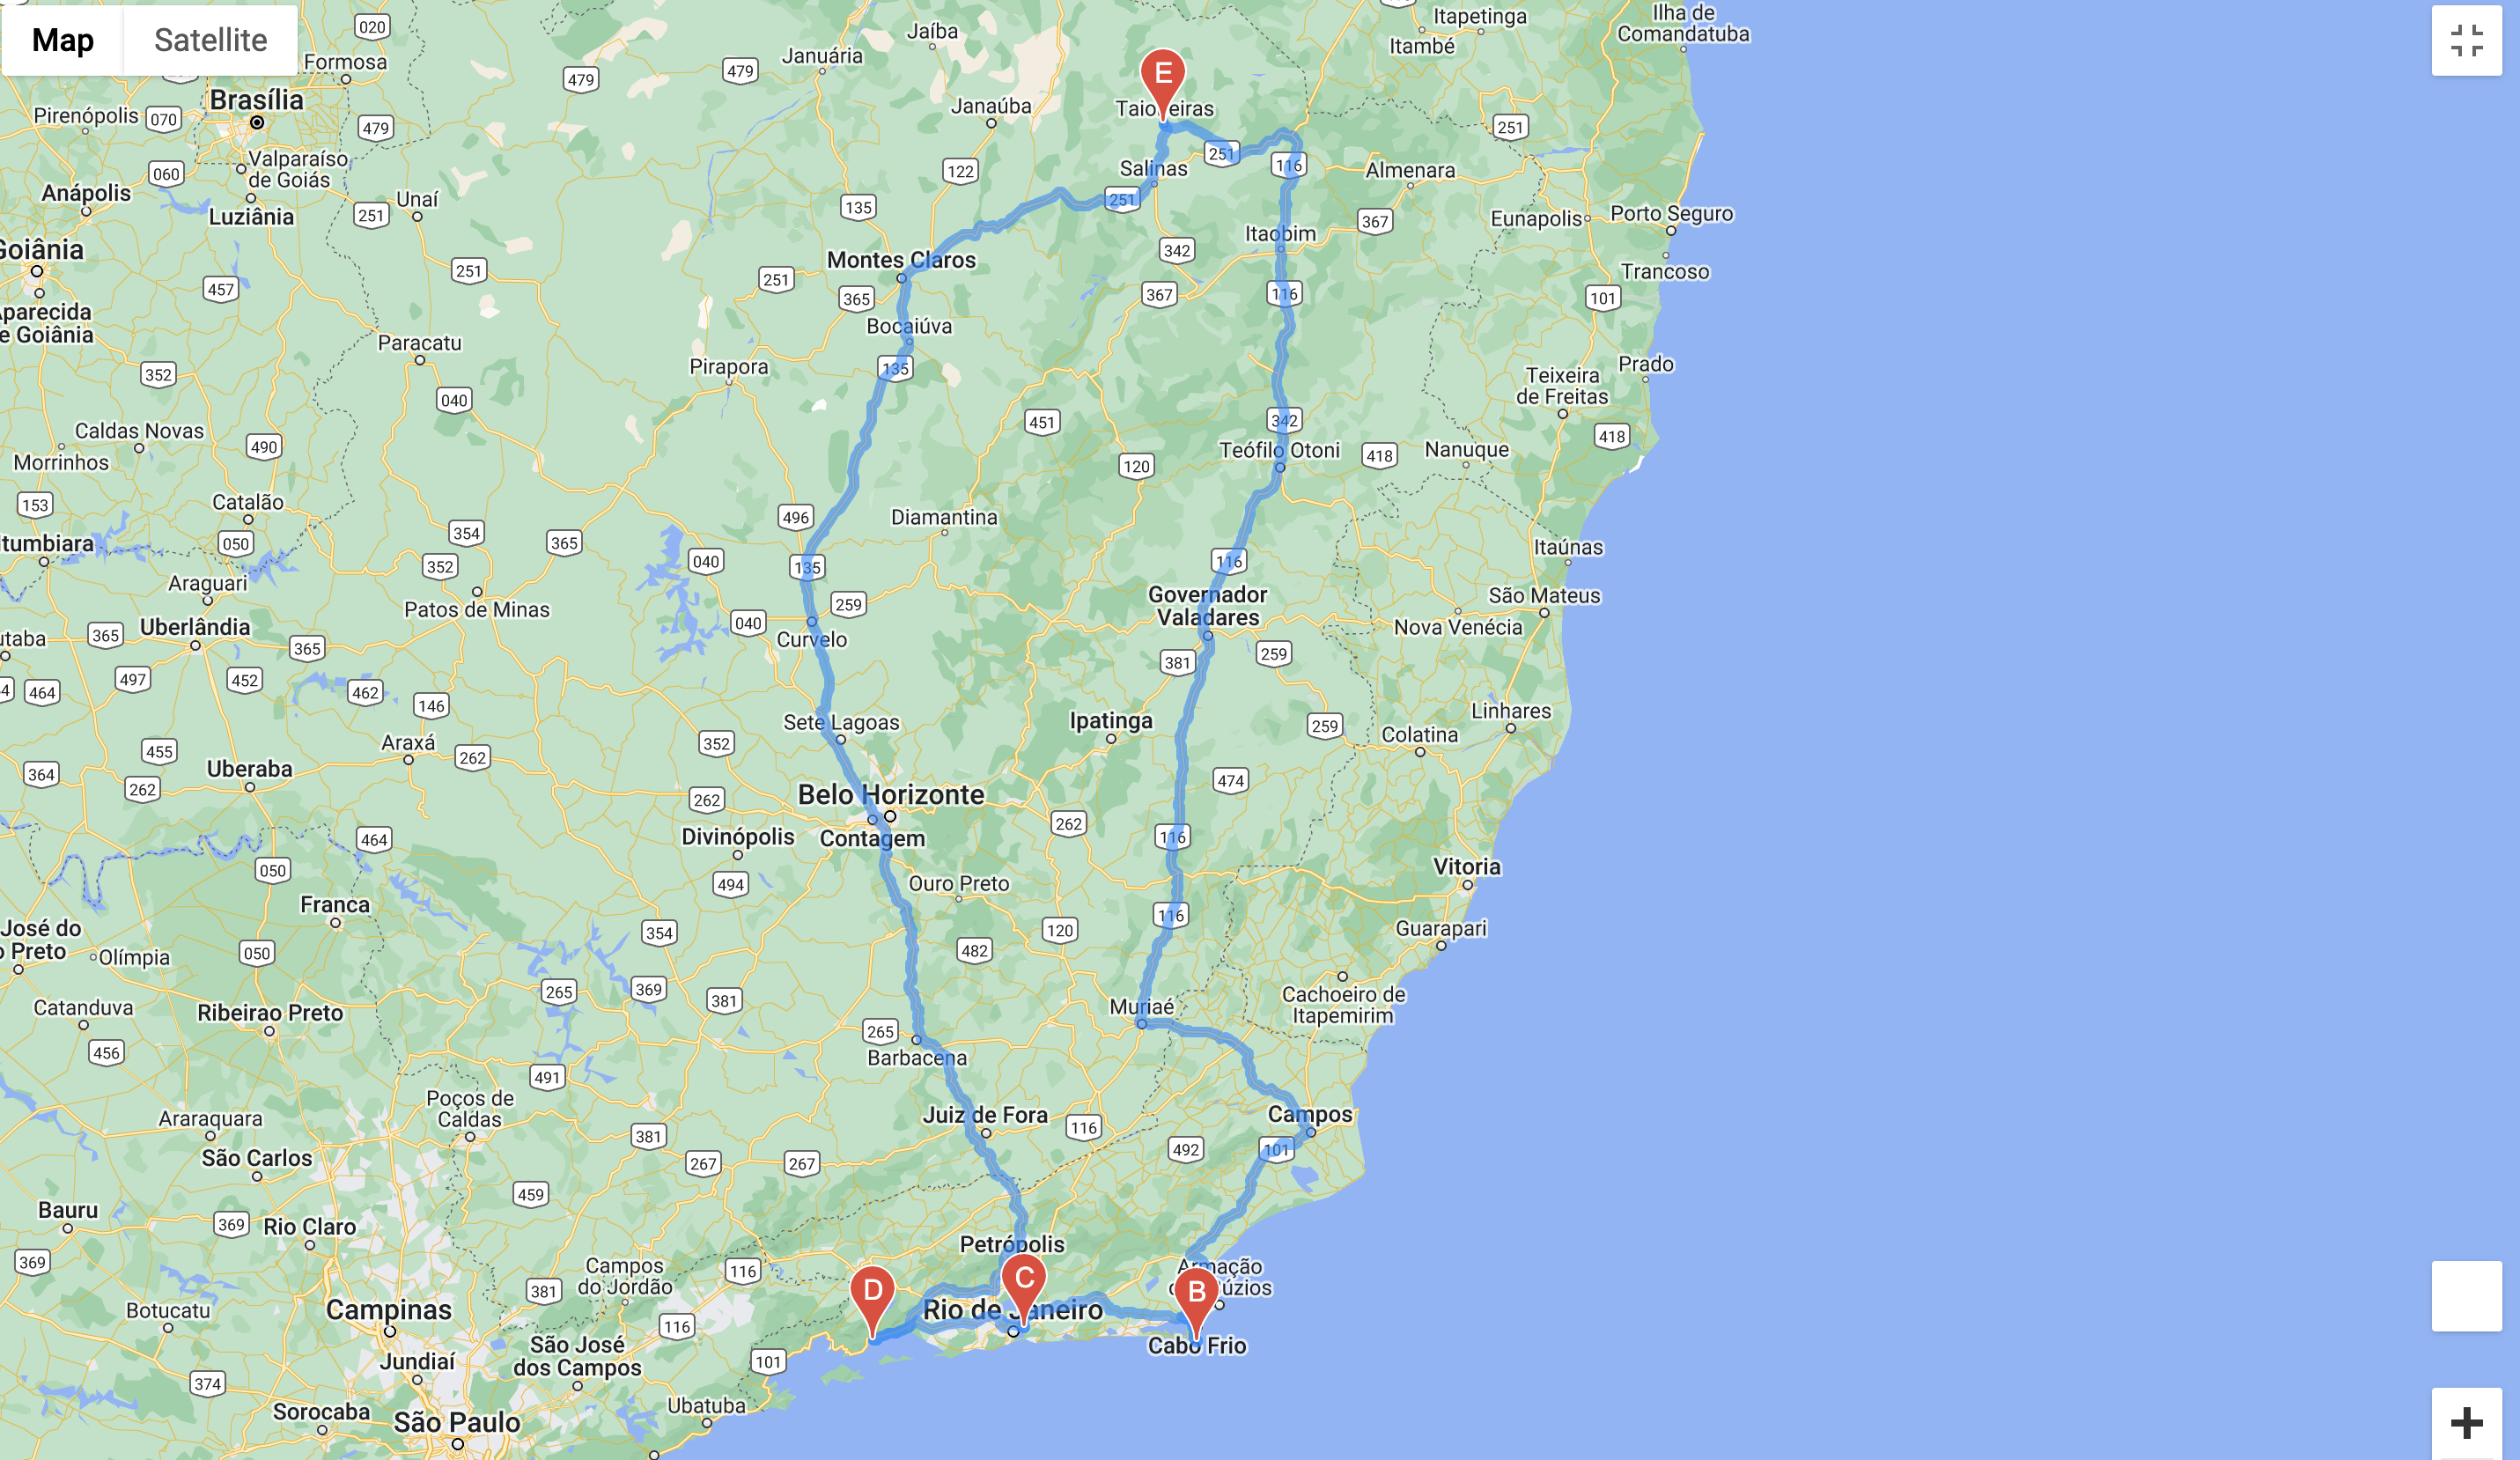 Map
Satellite
020
Formosa
479
479
Januária
Jaíba
Itapetinga
Itambé
Ilha de
Comandatuba
Brasília
Pirenópolis
070
479
Janaúba
E
251
Valparaíso
de Goiás
060
Anápolis
Luziânia
251
Unaí
122
135
Salinas
251
251
116
Almenara
367
Eunapolis
Porto Seguro
Trancoso
Goiânia
457
251
251
365
Montes Claros
342
367
Itaobim
116
101
Aparecida
de Goiânia
352
Paracatu
040
Pirapora
Bocaiúva
135
Prado
Teixeira
de Freitas
418
Caldas Novas
Morrinhos
490
451
120
342
Teófilo Otoni
418
Nanuque
153
Catalão
050
354
352
365
496
Diamantina
Itumbiara
Araguari
Patos de Minas
040
135
116
Itaúnas
São Mateus
365
Uberlândia
365
040
259
Curvelo
Governador
Valadares
Nova Venécia
381
259
464
497
452
462
146
Sete Lagoas
Ipatinga
259
Linhares
Colatina
364
455
262
Uberaba
Araxá
262
352
474
262
Belo Horizonte
Contagem
Divinópolis
262
116
464
050
494
Ouro Preto
Vitoria
Franca
354
120
116
Guarapari
050
Olímpia
482
Catanduva
Ribeirao Preto
265
369
381
Muriaé
Cachoeiro de
Itapemirim
456
265
Barbacena
491
Poços de
Caldas
Araraquara
381
Juiz de Fora
116
492
101
Campos
São Carlos
267
267
459
Bauru
369
Rio Claro
369
Petrópolis
Campos
do Jordão
116
381
D
C
B
Botucatu
Campinas
116
Rio de Janeiro
Cabo Frio
São José
dos Campos
Jundiaí
101
374
Ubatuba
Sorocaba
São Paulo